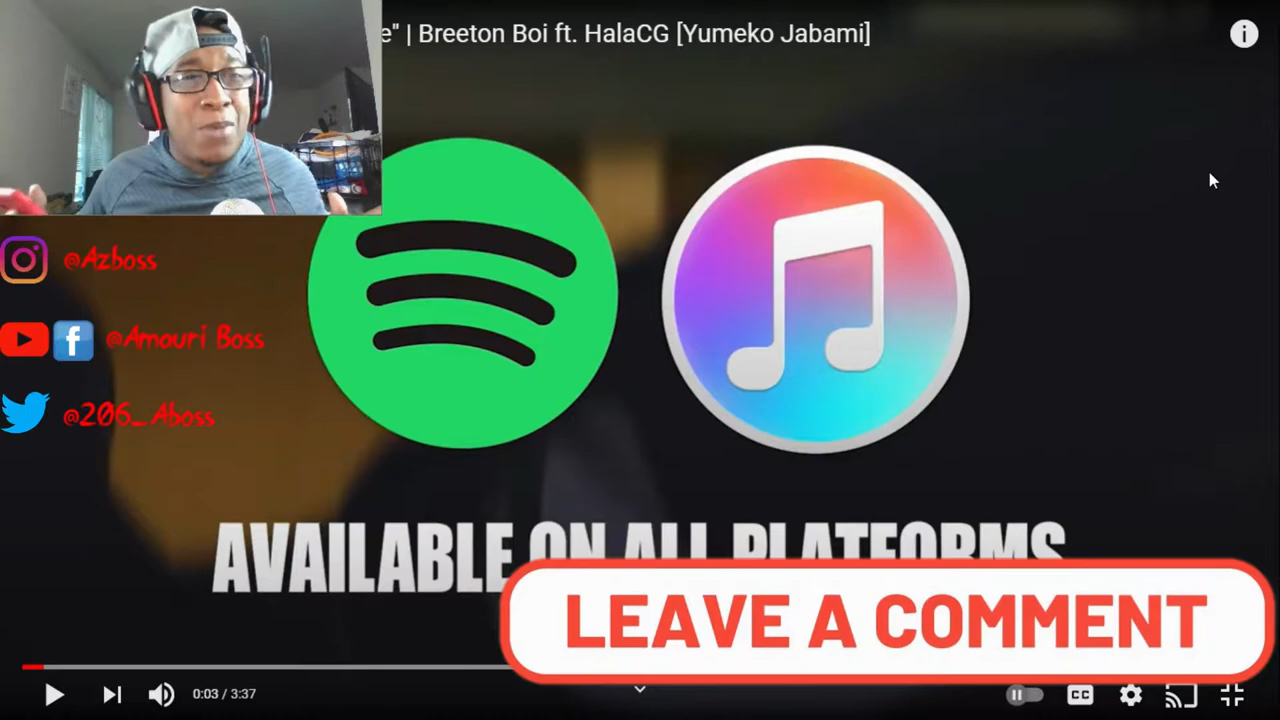 e" | Breeton Boi ft. HalaCG [Yumeko Jabami]
@Azboss
@Amouri Boss
@206_Aboss
AVAILABLE ON ALL PLATFORMS
LEAVE A COMMENT
0:03 / 3:37
CC